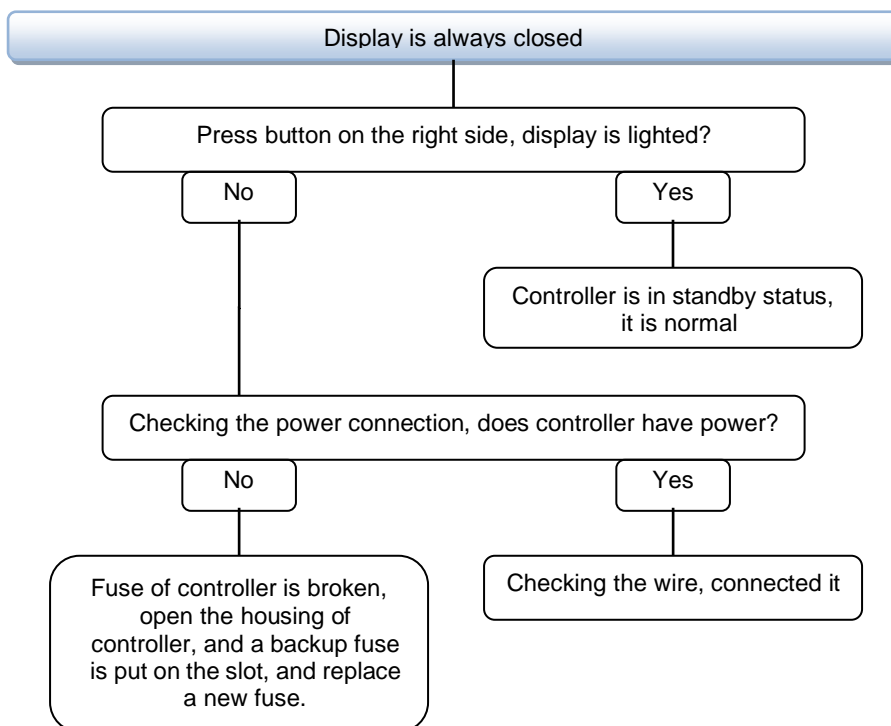 Display is always closed
Press button on the right side, display is lighted?
No
Yes
Controller is in standby status,
it is normal
Checking the power connection, does controller have power?
No
Yes
Fuse of controller is broken,
open the housing of
controller, and a backup fuse
is put on the slot, and replace
a new fuse.
Checking the wire, connected it